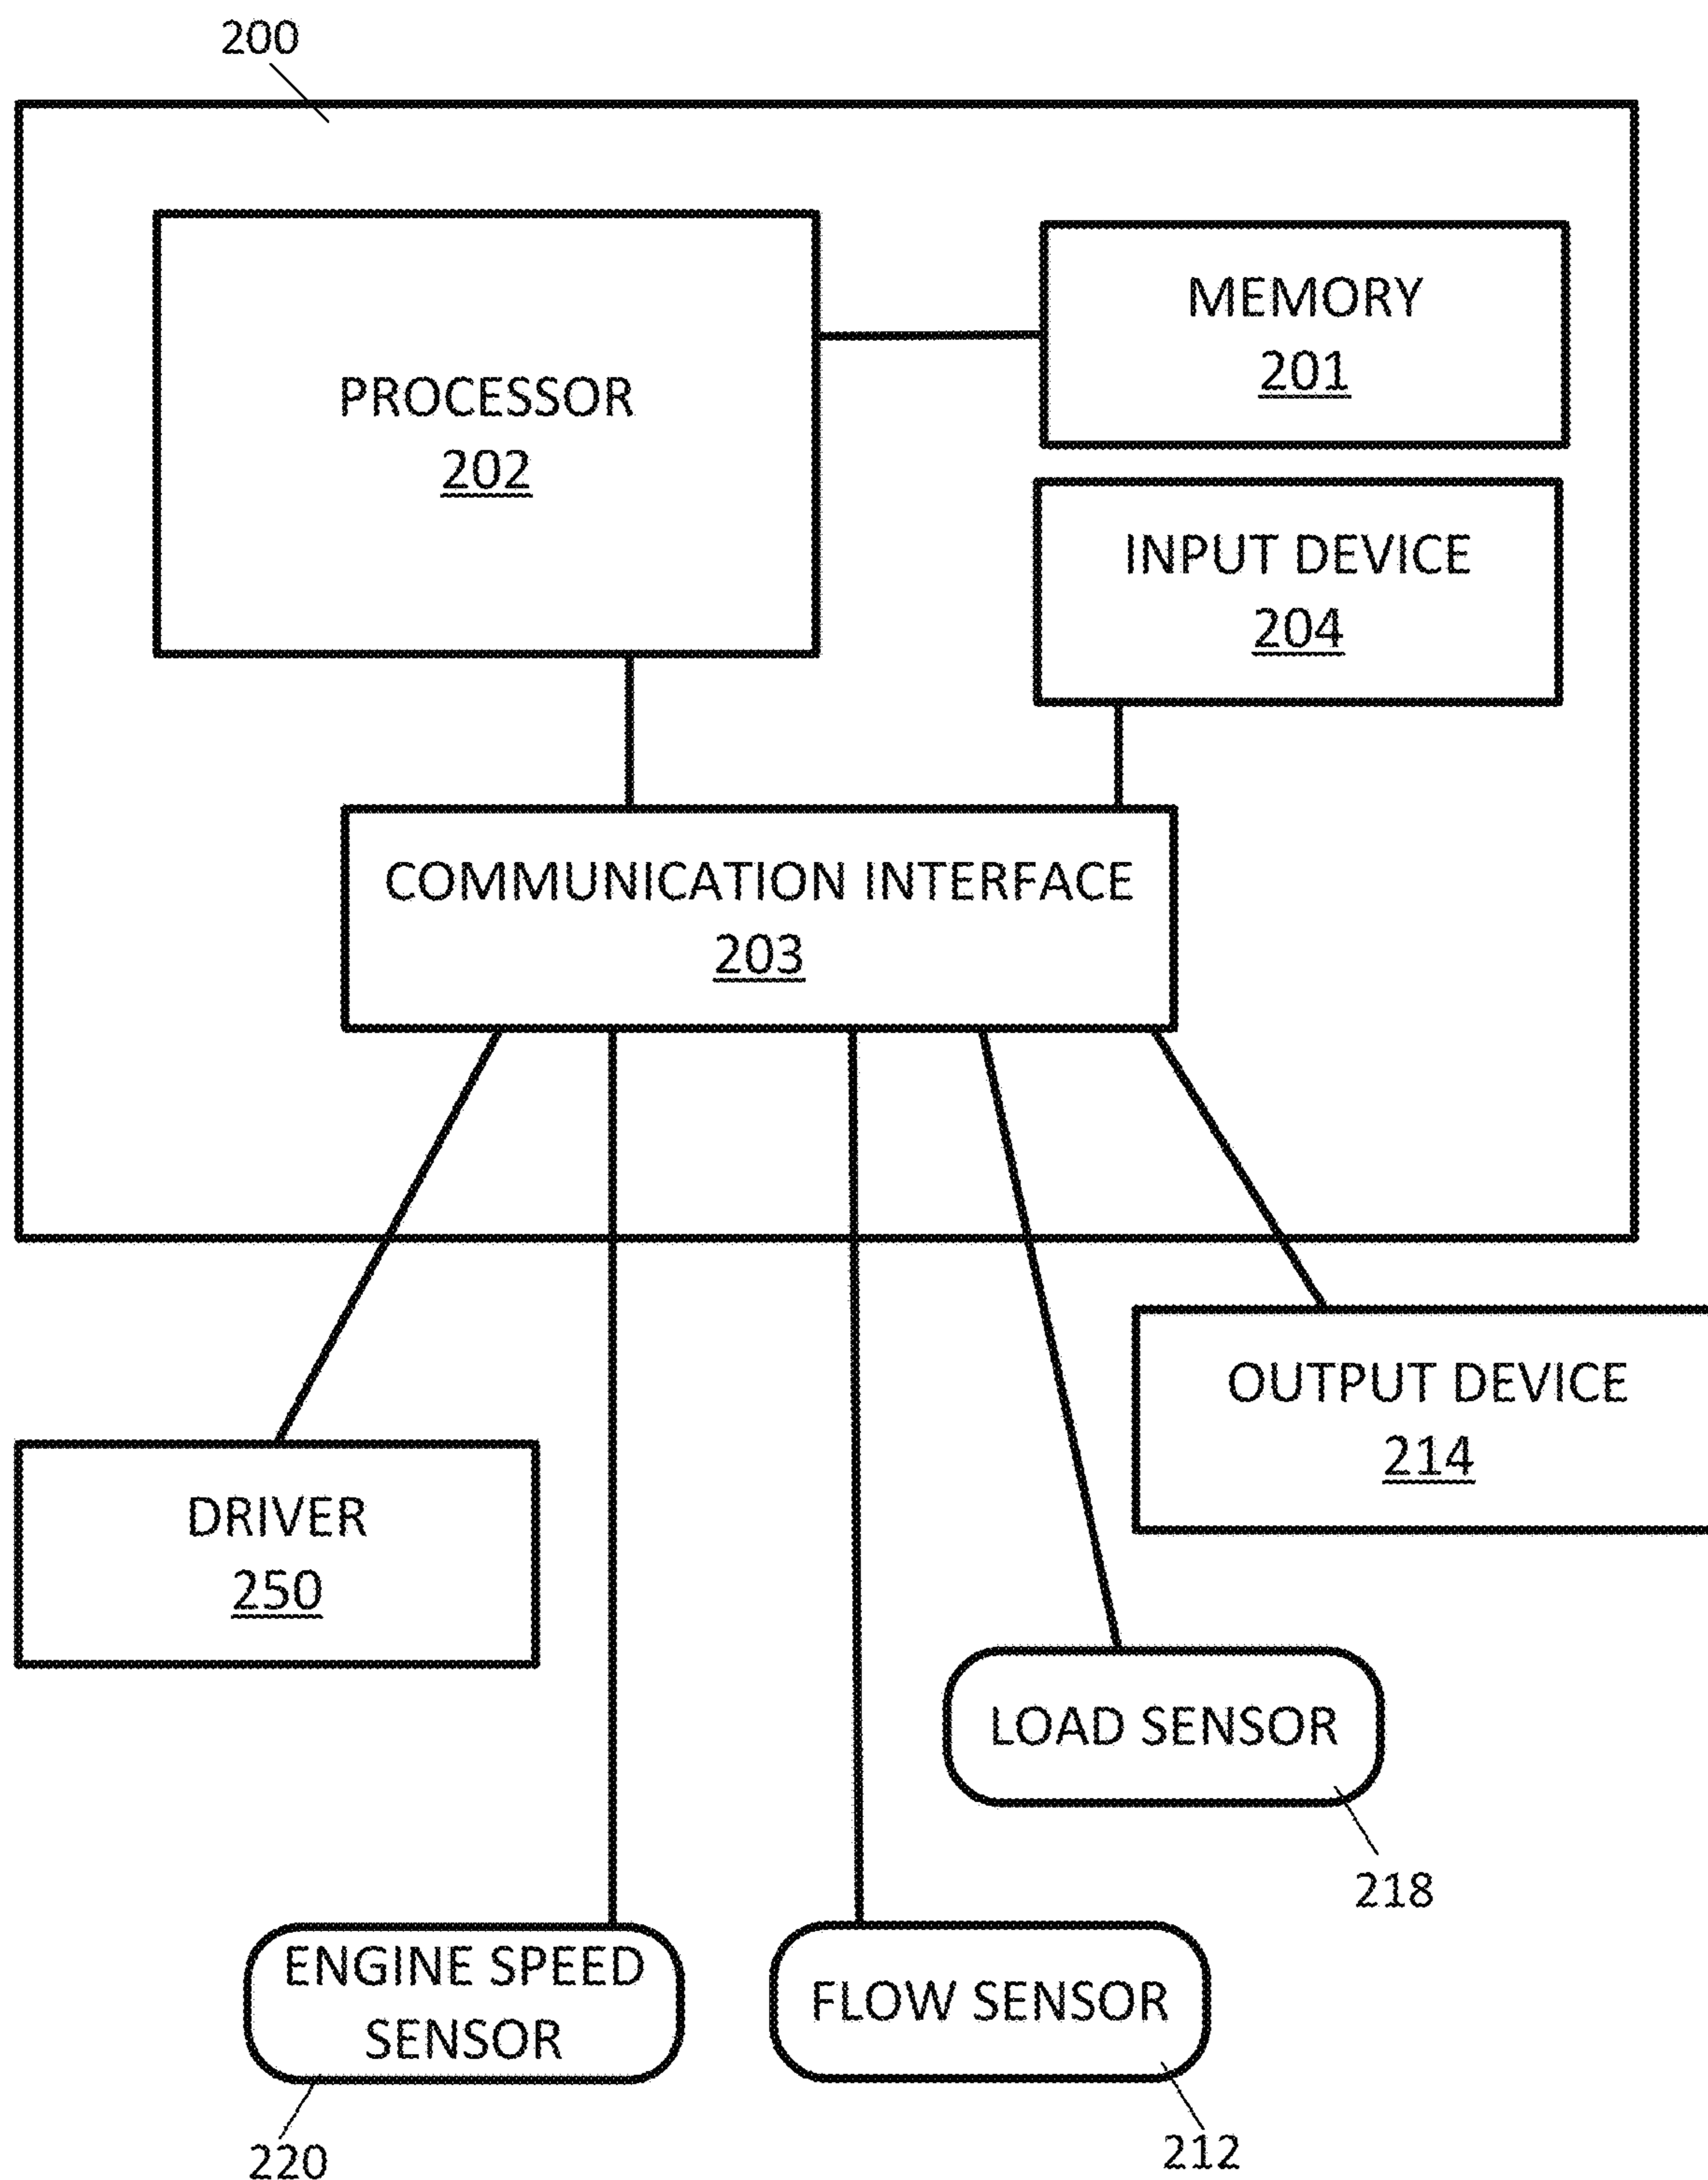 200
PROCESSOR
202
MEMORY
201
INPUT DEVICE
204
COMMUNICATION INTERFACE
203
OUTPUT DEVICE
214
DRIVER
250
LOAD SENSOR
218
ENGINE SPEED
SENSOR
220
FLOW SENSOR
212